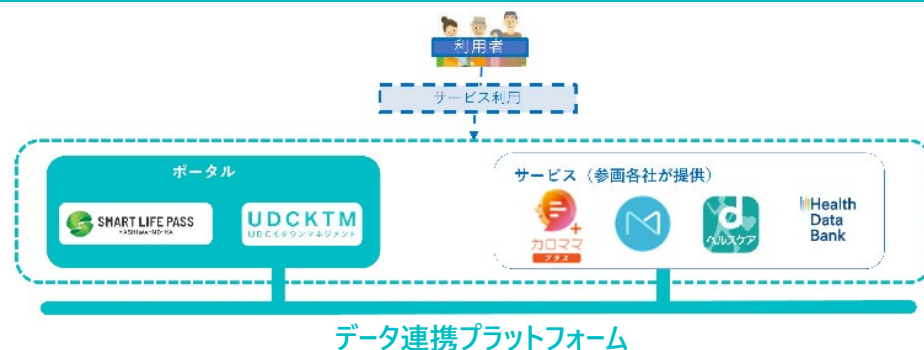 利用者
サービス利用
ポータル
SMART LIFE PASS
KASHIWA-NO-HA
UDCKTM
UDCKタウンマネジメント
サービス（参画各社が提供）
カロママ
プラス
d
ヘルスケア
Health
Data
Bank
データ連携プラットフォーム